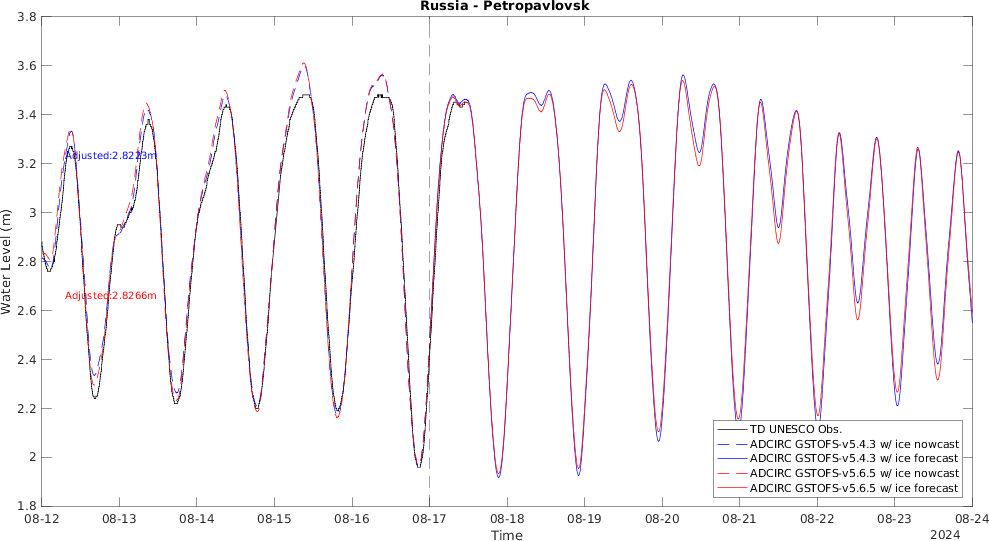 Russia - Petropavlovsk
Water Level (m)
3.8
3.6
3.4
3.2
3
2.8
2.6
2.4
2.2
2
1.8
Adjusted:2.8223m
Adjusted:2.8266m
TD UNESCO Obs.
ADCIRC GSTOFS-v5.4.3 w/ ice nowcast
ADCIRC GSTOFS-v5.4.3 w/ ice forecast
ADCIRC GSTOFS-v5.6.5 w/ ice nowcast
ADCIRC GSTOFS-v5.6.5 w/ ice forecast
08-12 08-13 08-14 08-15 08-16 08-17 08-18 08-19 08-20 08-21 08-22 08-23 08-24
Time
2024